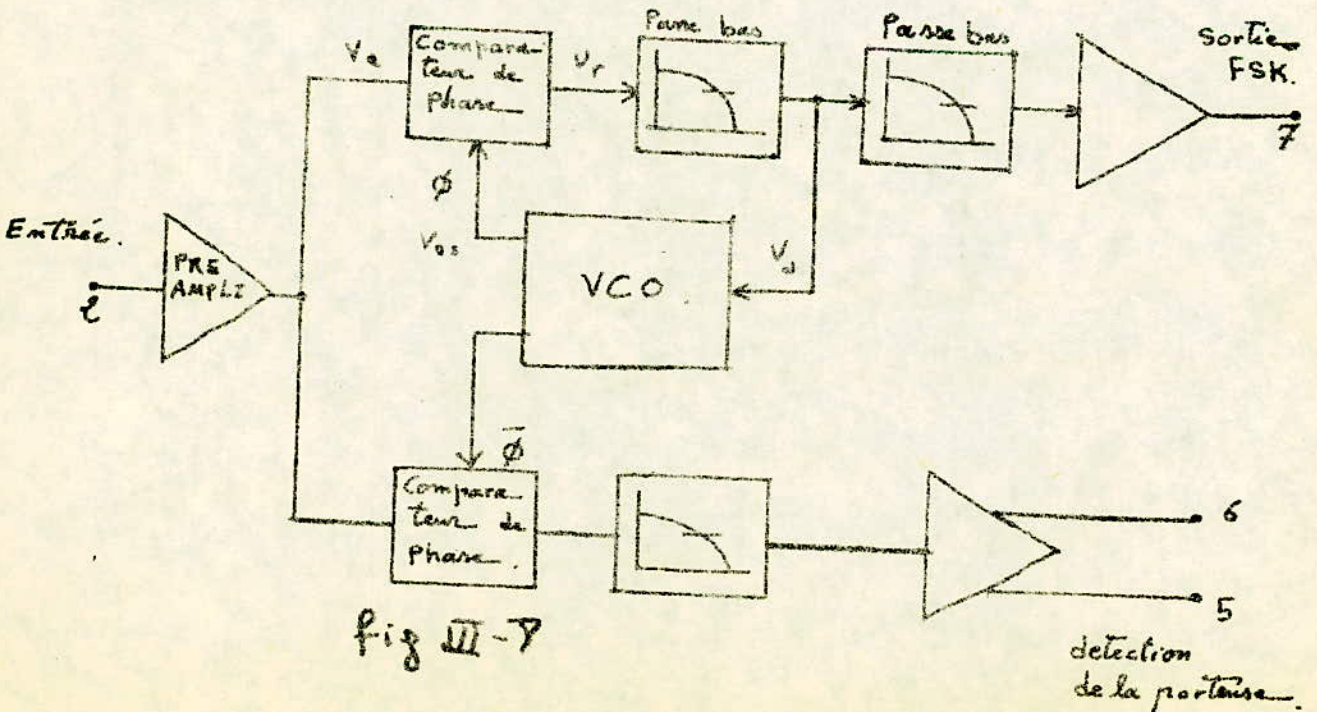 Passe bas
Passe bas
Sortie
FSK.
Compara-
teur de
phase
Ve
Vr
7
φ
Vos
Vd
VCO
Entrée.
PRE
AMPLI
2
φ̄
Compara
teur de
phase.
6
5
fig III-7
detection
de la porteuse.